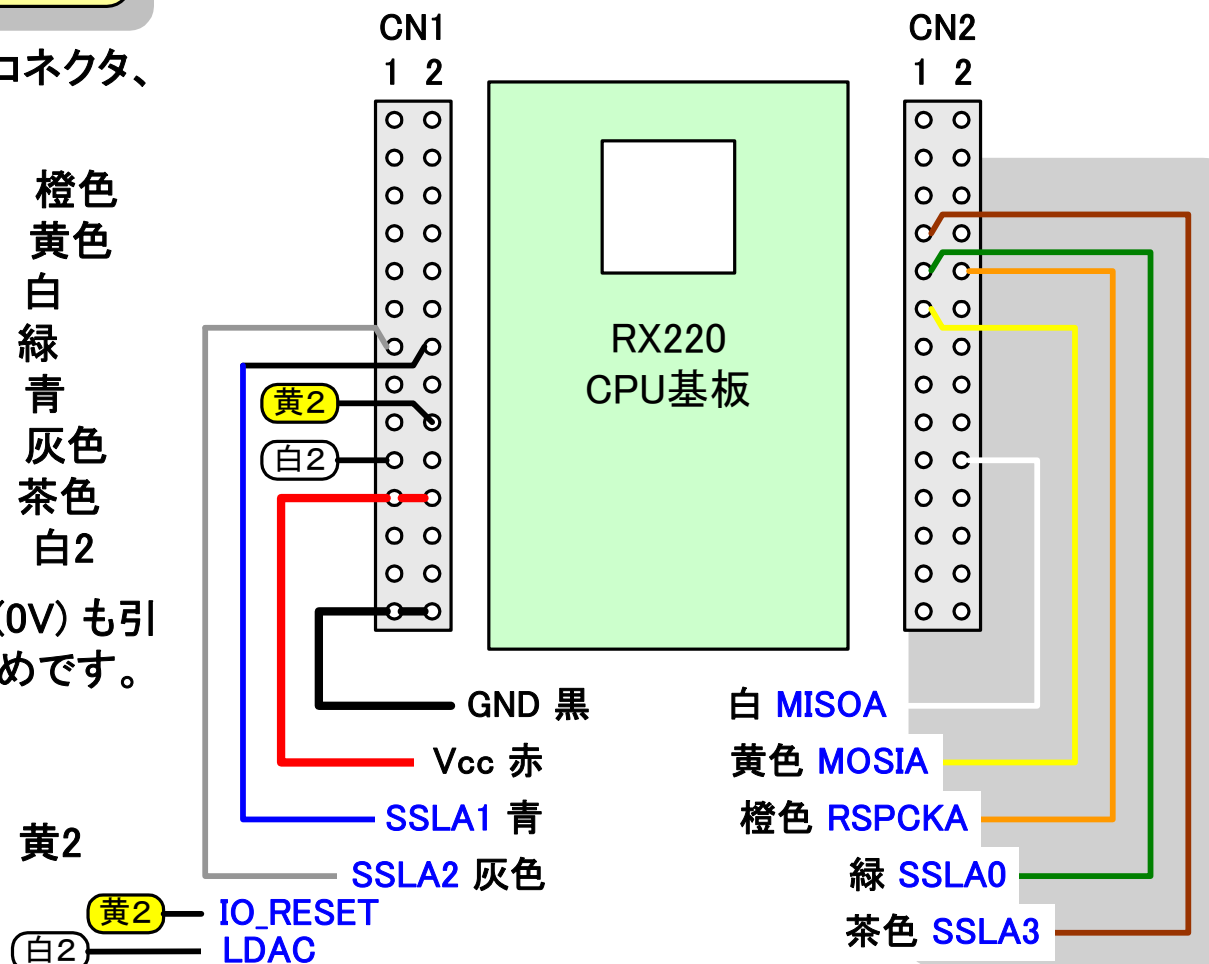 CN1
1 2
CN2
1 2
コネクタ、
橙色
黄色
白
緑
青
灰色
茶色
白2
(0V) も引
めです。
黄2
RX220
CPU基板
黄2
白2
GND 黒
Vcc 赤
SSLA1 青
SSLA2 灰色
黄2 IO_RESET
白2 LDAC
白 MISOA
黄色 MOSIA
橙色 RSPCKA
緑 SSLA0
茶色 SSLA3